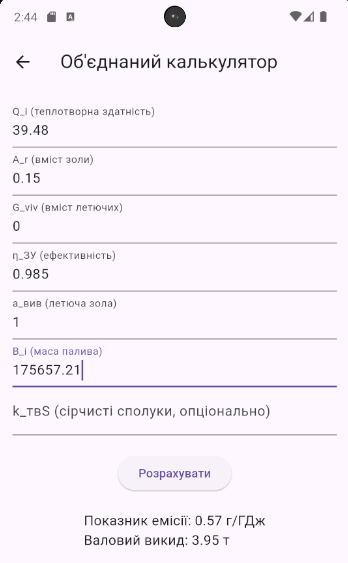 2:44
Об'єднаний калькулятор
Q_i (теплотворна здатність)
39.48
A_r (вміст золи)
0.15
G_viv (вміст летючих)
0
η_ЗУ (ефективність)
0.985
a_вив (летюча зола)
1
B_i (маса палива)
175657.21
k_твS (сірчисті сполуки, опціонально)
Розрахувати
Показник емісії: 0.57 г/ГДж
Валовий викид: 3.95 т